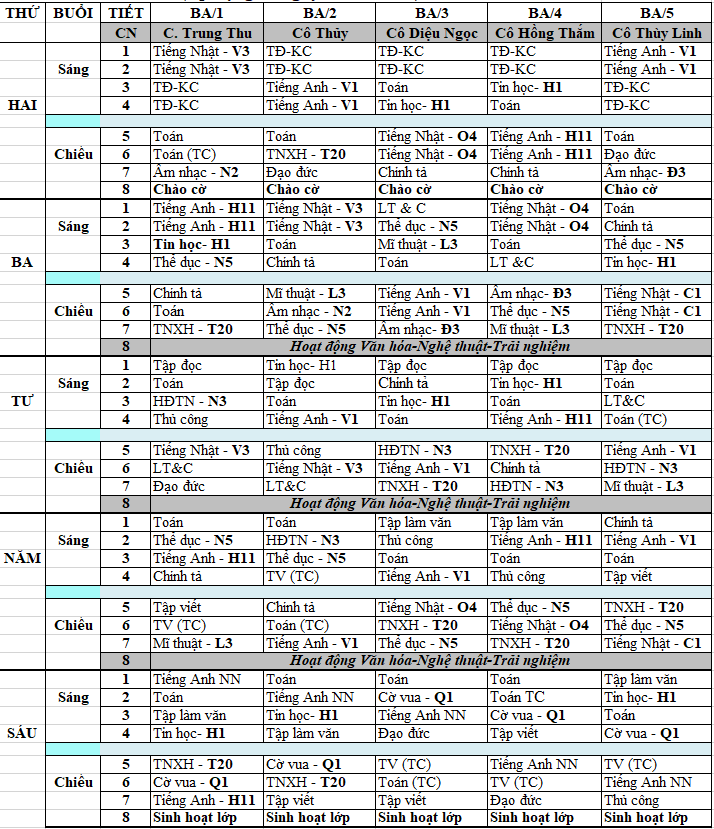 THỨ BUỔI TIẾT BA/1 BA/2 BA/3 BA/4 BA/5
CN C. Trung Thu Cô Thủy Cô Diệu Ngọc Cô Hồng Thắm Cô Thùy Linh
1 Tiếng Nhật - V3 TĐ-KC TĐ-KC TĐ-KC Tiếng Anh - V1
Sáng 2 Tiếng Nhật - V3 TĐ-KC TĐ-KC TĐ-KC Tiếng Anh - V1
3 TĐ-KC Tiếng Anh - V1 Toán Tin học- H1 TĐ-KC
HAI 4 TĐ-KC Tiếng Anh - V1 Tin học- H1 Toán TĐ-KC
5 Toán Toán Tiếng Nhật - O4 Tiếng Anh - H11 Toán
Chiều 6 Toán (TC) TNXH - T20 Tiếng Nhật - O4 Tiếng Anh - H11 Đạo đức
7 Âm nhạc - N2 Đạo đức Chính tả Chính tả Âm nhạc- Đ3
8 Chào cờ Chào cờ Chào cờ Chào cờ Chào cờ
1 Tiếng Anh - H11 Tiếng Nhật - V3 LT & C Tiếng Nhật - O4 Toán
Sáng 2 Tiếng Anh - H11 Tiếng Nhật - V3 Thể dục - N5 Tiếng Nhật - O4 Chính tả
3 Tin học- H1 Toán Mĩ thuật - L3 Toán Thể dục - N5
BA 4 Thể dục - N5 Chính tả Toán LT &C Tin học- H1
5 Chính tả Mĩ thuật - L3 Tiếng Anh - V1 Âm nhạc- Đ3 Tiếng Nhật - C1
Chiều 6 Toán Âm nhạc - N2 Tiếng Anh - V1 Thể dục - N5 Tiếng Nhật - C1
7 TNXH - T20 Thể dục - N5 Âm nhạc- Đ3 Mĩ thuật - L3 TNXH - T20
8 Hoạt động Văn hóa-Nghệ thuật-Trải nghiệm
1 Tập đọc Tin học- H1 Tập đọc Tập đọc Tập đọc
Sáng 2 Toán Tập đọc Chính tả Tin học- H1 Toán
TƯ 3 HĐTN - N3 Toán Tin học- H1 Toán LT&C
4 Thủ công Tiếng Anh - V1 Toán Tiếng Anh - H11 Toán (TC)
5 Tiếng Nhật - V3 Thủ công HĐTN - N3 TNXH - T20 Tiếng Anh - V1
Chiều 6 LT&C Tiếng Nhật - V3 Tiếng Anh - V1 Chính tả HĐTN - N3
7 Đạo đức LT&C TNXH - T20 HĐTN - N3 Mĩ thuật - L3
8 Hoạt động Văn hóa-Nghệ thuật-Trải nghiệm
1 Toán Toán Tập làm văn Tập làm văn Chính tả
Sáng 2 Thể dục - N5 HĐTN - N3 Thủ công Tiếng Anh - H11 Tiếng Anh - V1
NĂM 3 Tiếng Anh - H11 Thể dục - N5 Toán Toán Toán
4 Chính tả TV (TC) Tiếng Anh - V1 Thủ công Tập viết
5 Tập viết Chính tả Tiếng Nhật - O4 Thể dục - N5 TNXH - T20
Chiều 6 TV (TC) Toán (TC) TNXH - T20 Tiếng Nhật - O4 Thể dục - N5
7 Mĩ thuật - L3 Tiếng Anh - V1 Thể dục - N5 TNXH - T20 Tiếng Nhật - C1
8 Hoạt động Văn hóa-Nghệ thuật-Trải nghiệm
1 Tiếng Anh NN Toán Toán Toán Tập làm văn
Sáng 2 Toán Tiếng Anh NN Cờ vua - Q1 Toán TC Tin học- H1
3 Tập làm văn Tin học- H1 Tiếng Anh NN Cờ vua - Q1 Toán
SÁU 4 Tin học- H1 Tập làm văn Đạo đức Tập viết Cờ vua - Q1
5 TNXH - T20 Cờ vua - Q1 TV (TC) Tiếng Anh NN TV (TC)
Chiều 6 Cờ vua - Q1 TNXH - T20 Toán (TC) TV (TC) Tiếng Anh NN
7 Tiếng Anh - H11 Tập viết Tập viết Đạo đức Thủ công
8 Sinh hoạt lớp Sinh hoạt lớp Sinh hoạt lớp Sinh hoạt lớp Sinh hoạt lớp